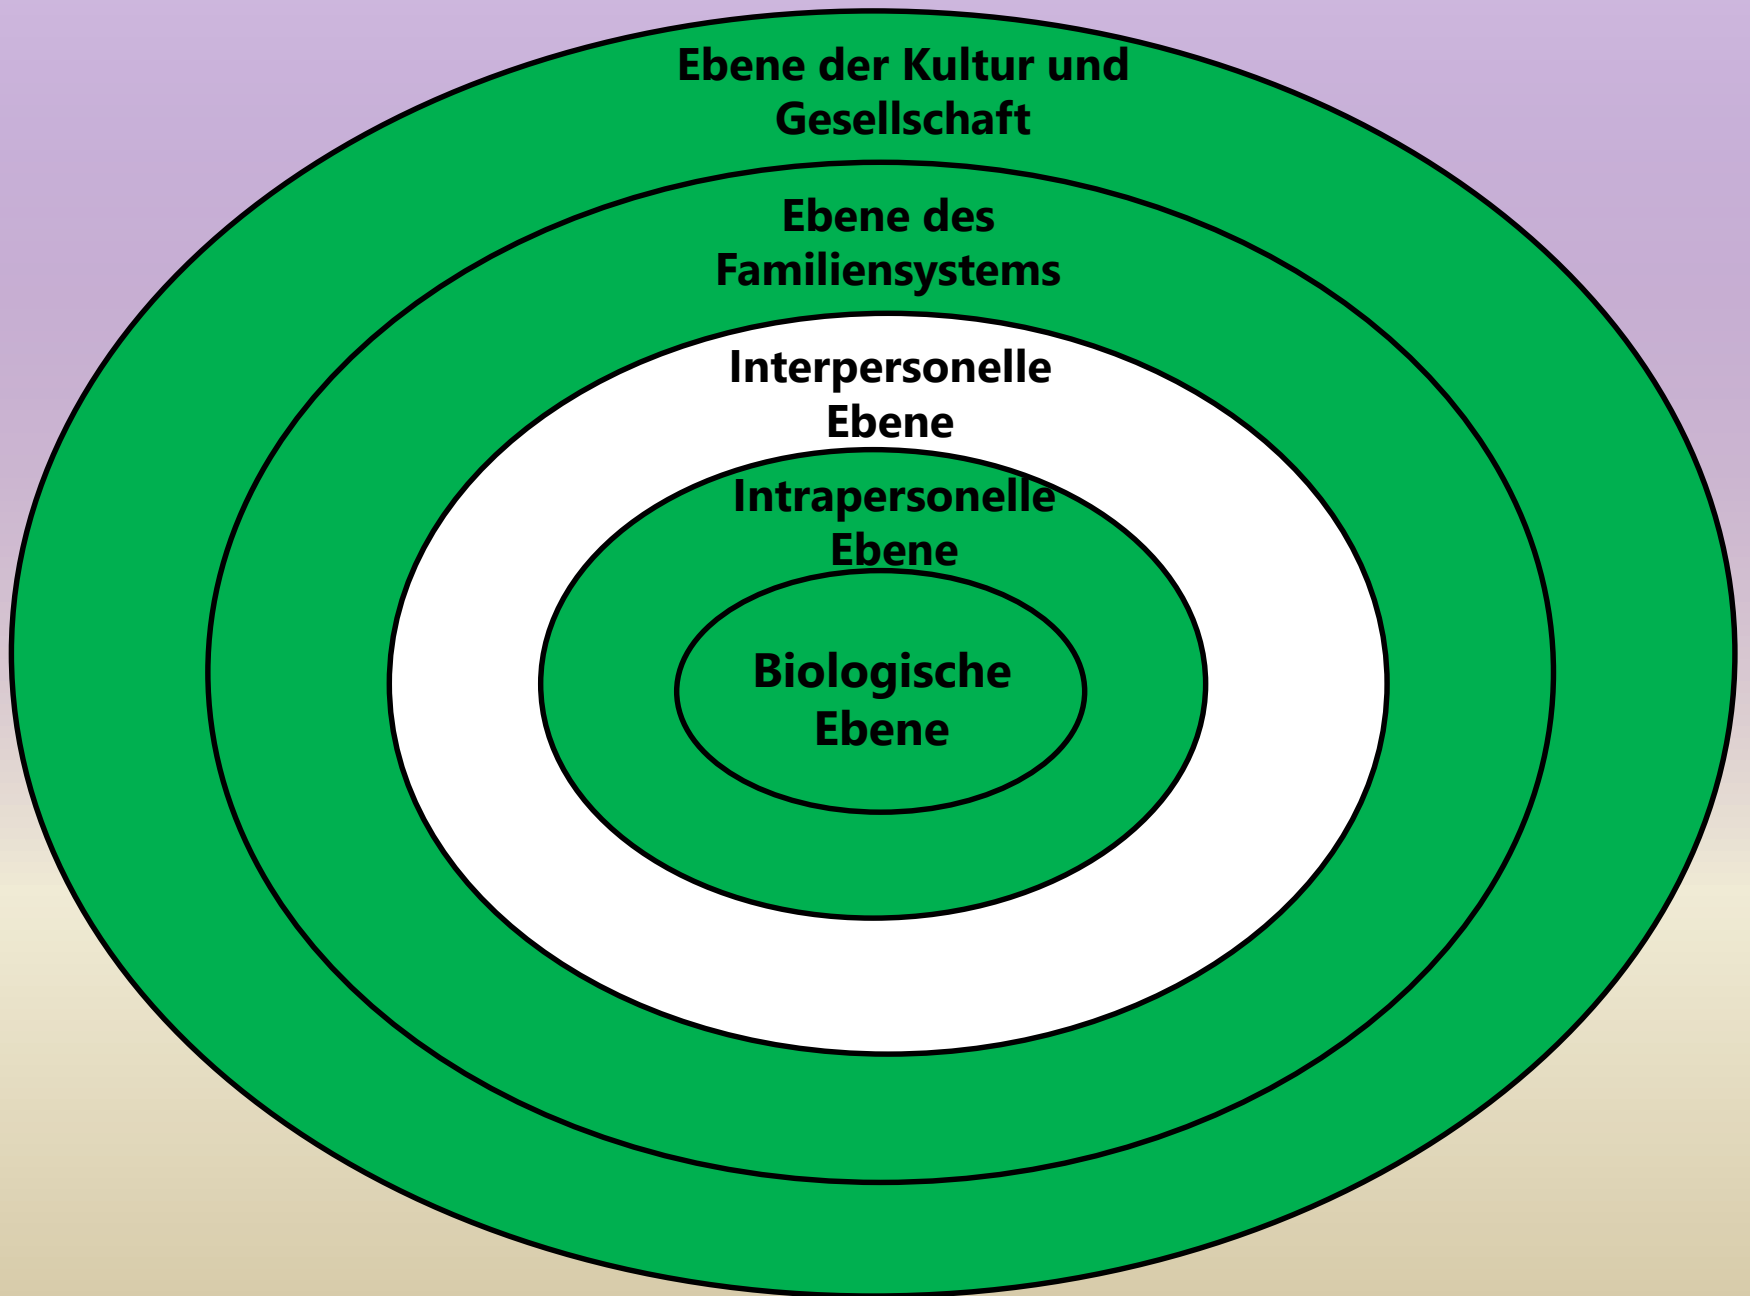 Ebene der Kultur und
Gesellschaft
Ebene des
Familiensystems
Interpersonelle
Ebene
Intrapersonelle
Ebene
Biologische
Ebene